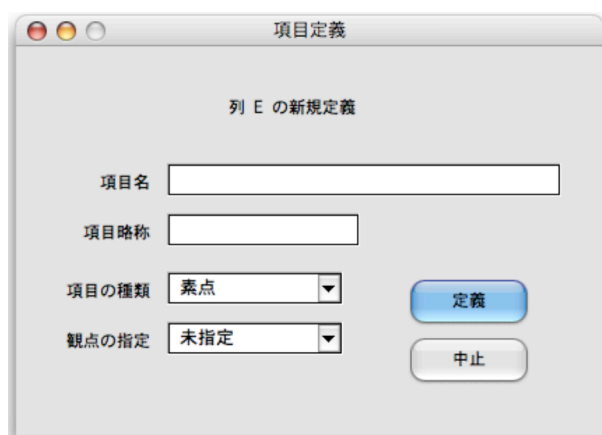 項目定義
列 E の新規定義
項目名
項目略称
項目の種類 素点
定義
観点の指定 未指定
中止